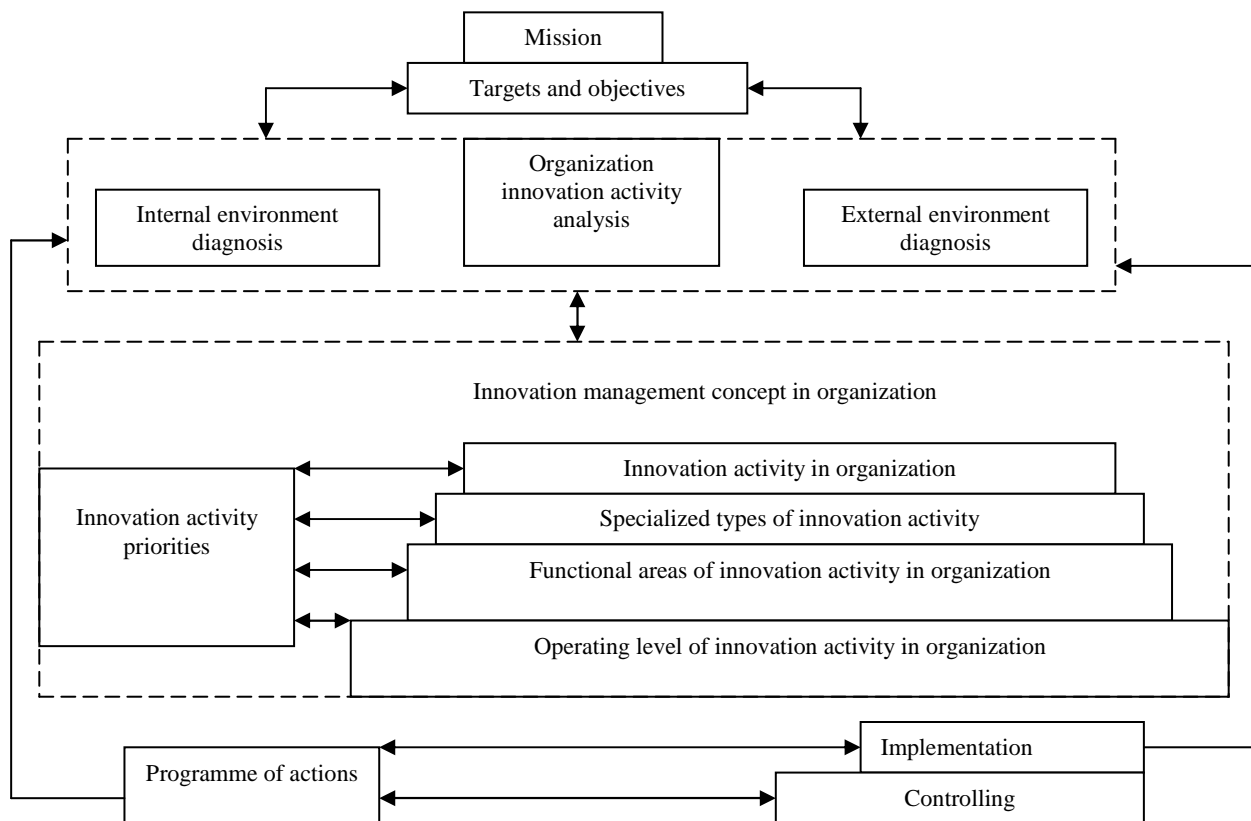 Mission
Targets and objectives
Organization
innovation activity
analysis
Internal environment
diagnosis
External environment
diagnosis
Innovation management concept in organization
Innovation activity in organization
Innovation activity
priorities
Specialized types of innovation activity
Functional areas of innovation activity in organization
Operating level of innovation activity in organization
Implementation
Programme of actions
Controlling